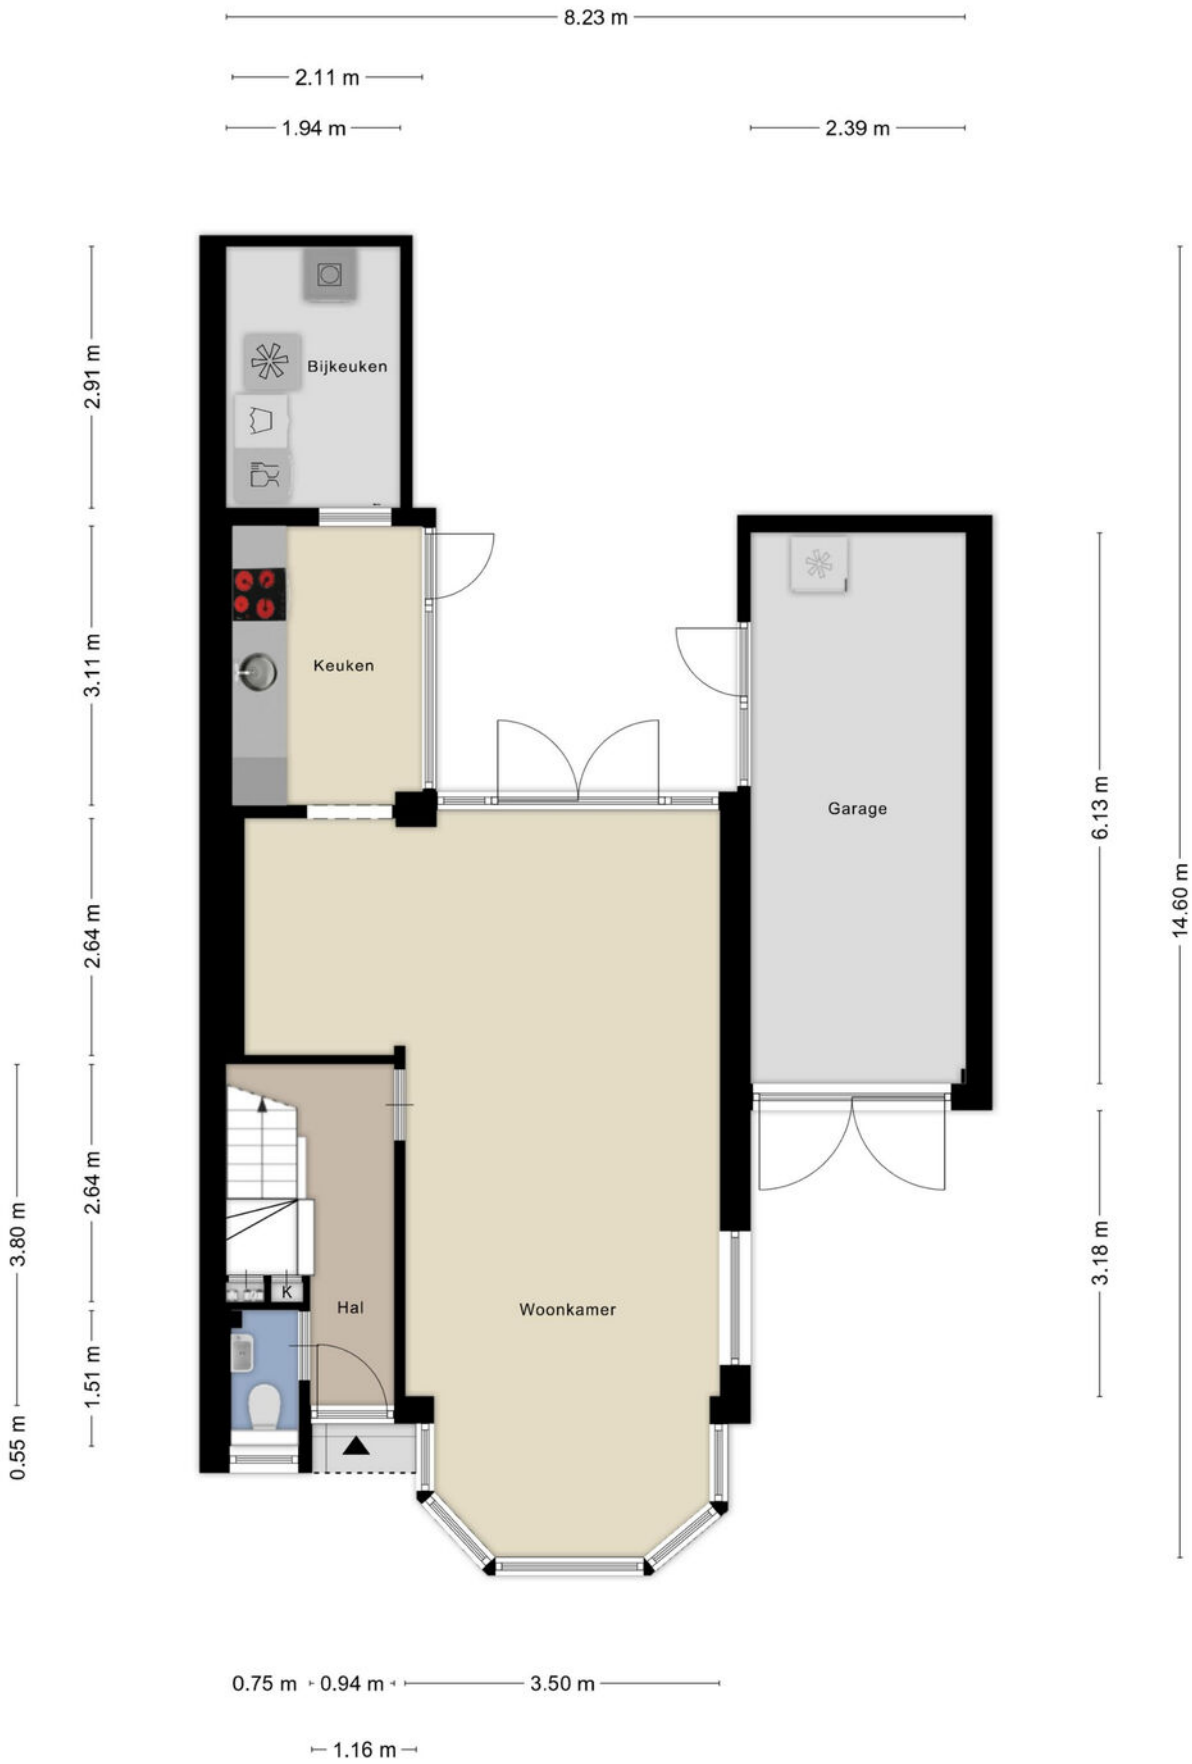 8.23 m
2.11 m
1.94 m
2.39 m
2.91 m
Bijkeuken
3.11 m
Keuken
Garage
6.13 m
14.60 m
2.64 m
2.64 m
3.80 m
3.18 m
K
Hal
Woonkamer
1.51 m
0.55 m
0.75 m
0.94 m
3.50 m
1.16 m